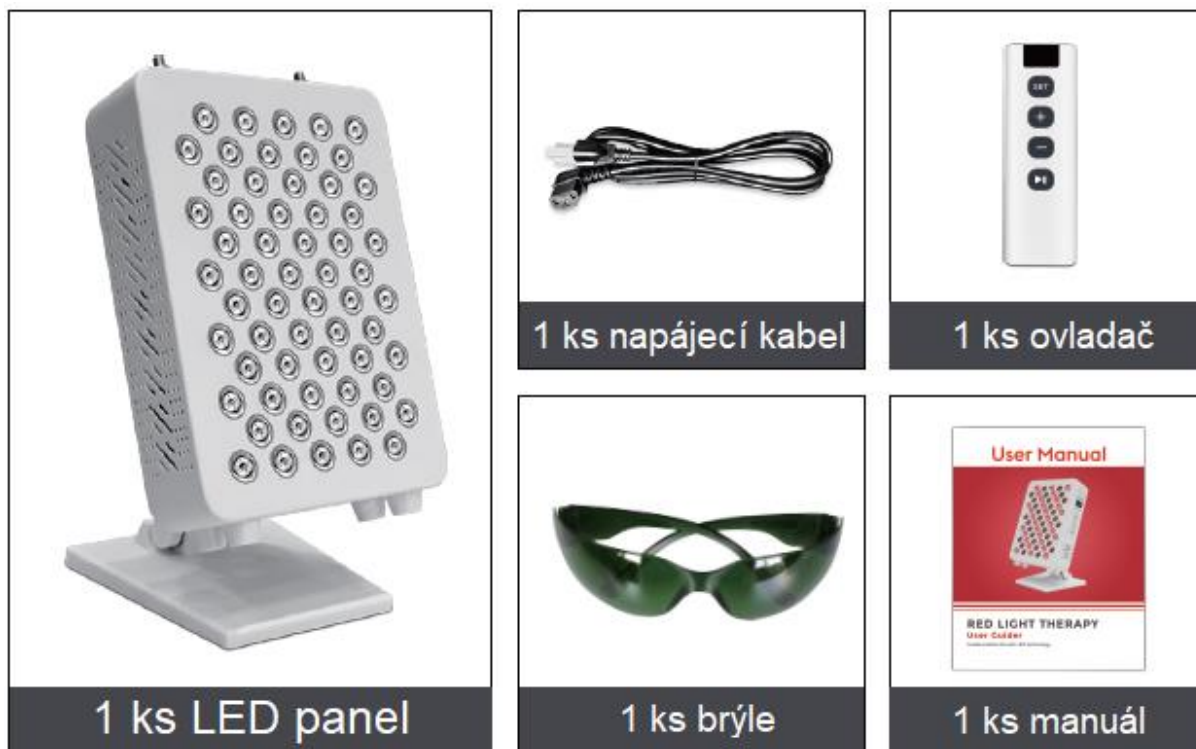 1 ks LED panel
1 ks napájecí kabel
SET
1 ks ovladač
1 ks brýle
User Manual
RED LIGHT THERAPY
User Guider
1 ks manuál